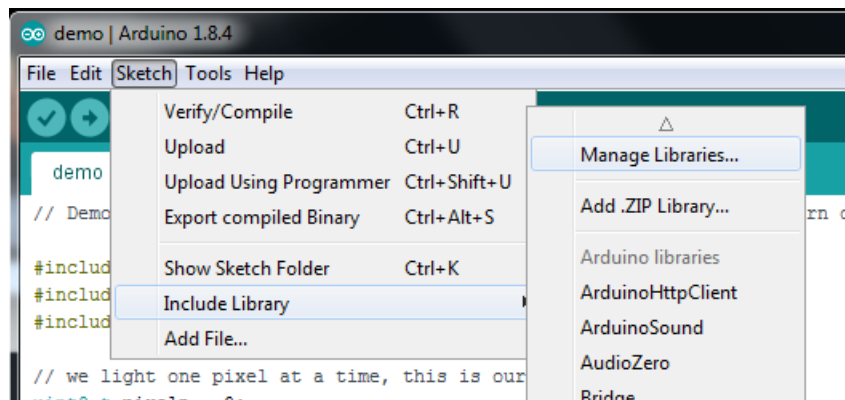 demo | Arduino 1.8.4
File Edit Sketch Tools Help
Verify/Compile Ctrl+R
Upload Ctrl+U
Upload Using Programmer Ctrl+Shift+U
Export compiled Binary Ctrl+Alt+S
Show Sketch Folder Ctrl+K
Include Library
Add File...
Manage Libraries...
Add .ZIP Library...
Arduino libraries
ArduinoHttpClient
ArduinoSound
AudioZero
Bridge
demo
// Demo
#includ
#includ
#includ
// we light one pixel at a time, this is our